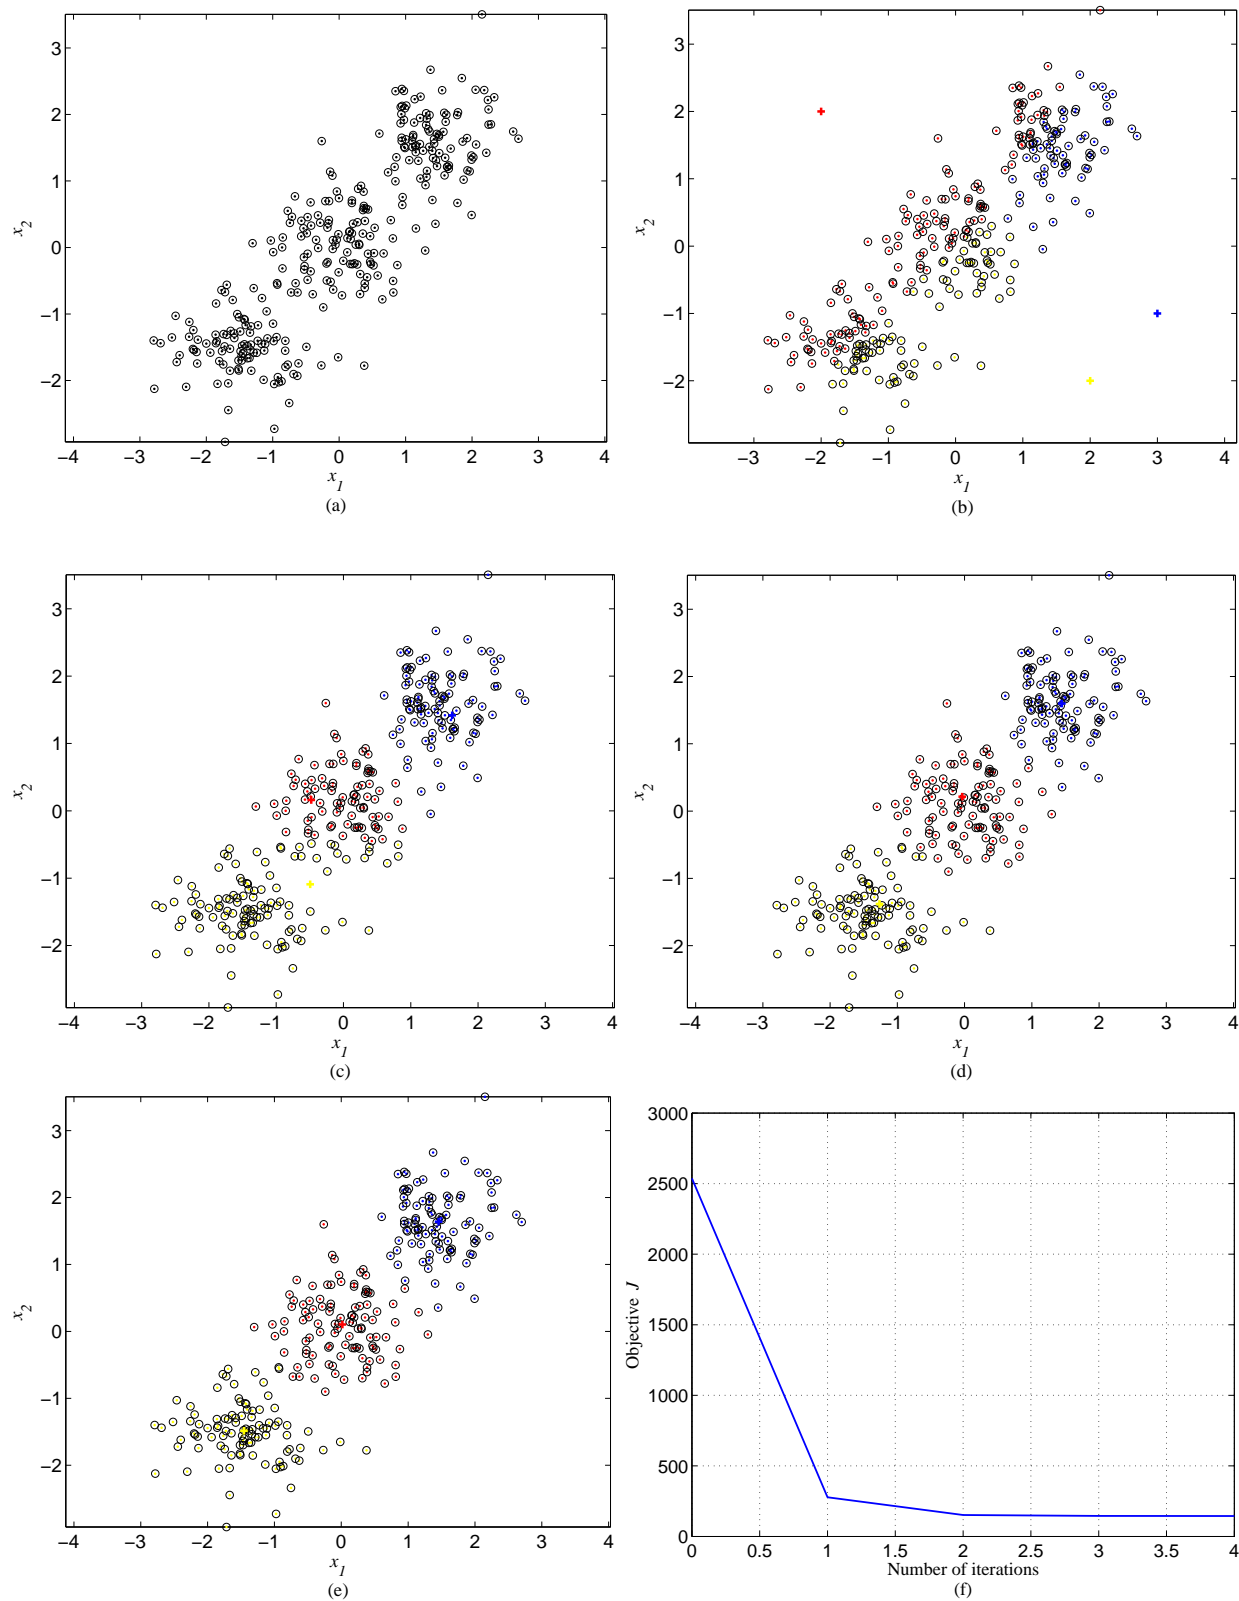 3
2
1
0
−1
−2
x2
−4 −3 −2 −1 0 1 2 3 4
x1
(a)
3
2
1
0
−1
−2
x2
−3 −2 −1 0 1 2 3 4
x1
(b)
3
2
1
0
−1
−2
x2
−4 −3 −2 −1 0 1 2 3 4
x1
(c)
3
2
1
0
−1
−2
x2
−4 −3 −2 −1 0 1 2 3 4
x1
(d)
3
2
1
0
−1
−2
x2
−4 −3 −2 −1 0 1 2 3 4
x1
(e)
3000
2500
2000
1500
1000
500
0
Objective J
0 0.5 1 1.5 2 2.5 3 3.5 4
Number of iterations
(f)